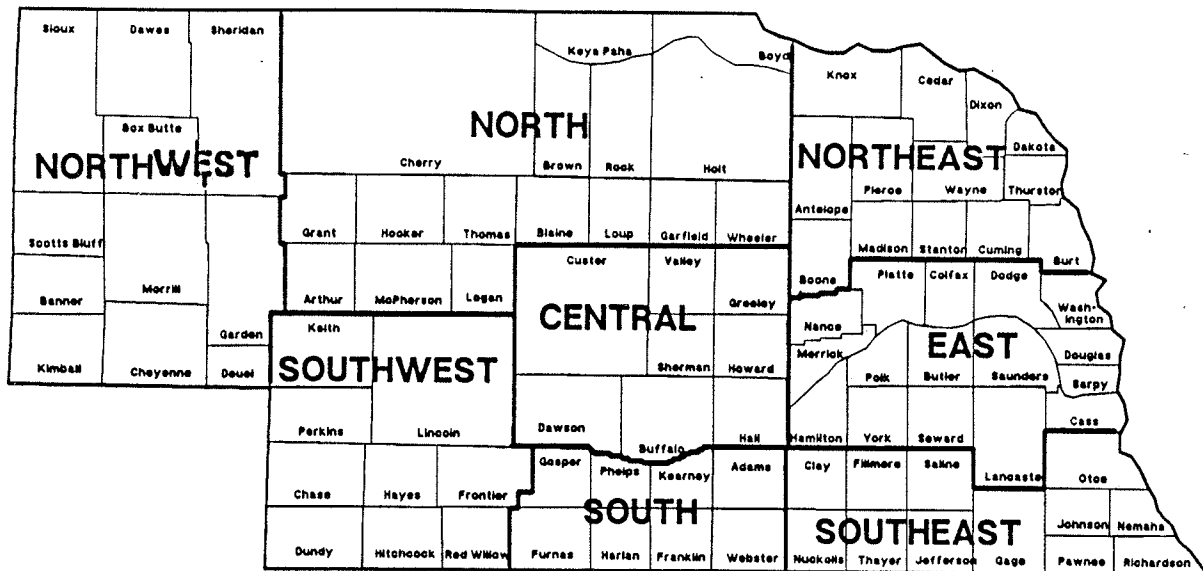 Sioux Dawes Sheridan
Keya Paha Boyd Knox Cedar
Dixon
Box Butte NORTH Dakota
NORTHWEST Cherry Brown Rock Holt NORTHEAST
Pierce Wayne Thurston
Antelope
Scotts Bluff Grant Hooker Thomas Blaine Loup Garfield Wheeler
Madison Stanton Cuming Burt
Custer Valley Boone Platte Colfax Dodge
Banner Morrill Arthur McPherson Logan Greeley
Wash-
ington
Garden Keith CENTRAL Nance
Merrick EAST Douglas
Kimball Cheyenne Deuel SOUTHWEST Sherman Howard Polk Butler Saunders Sarpy
Perkins Lincoln Dawson Buffalo Hall Hamilton York Seward Cass
Gosper Phelps Kearney Adams Clay Fillmore Saline Lancaster Otoe
Chase Hayes Frontier
SOUTH SOUTHEAST Johnson Nemaha
Dundy Hitchcock Red Willow Furnas Harlan Franklin Webster Nuckolls Thayer Jefferson Gage Pawnee Richardson